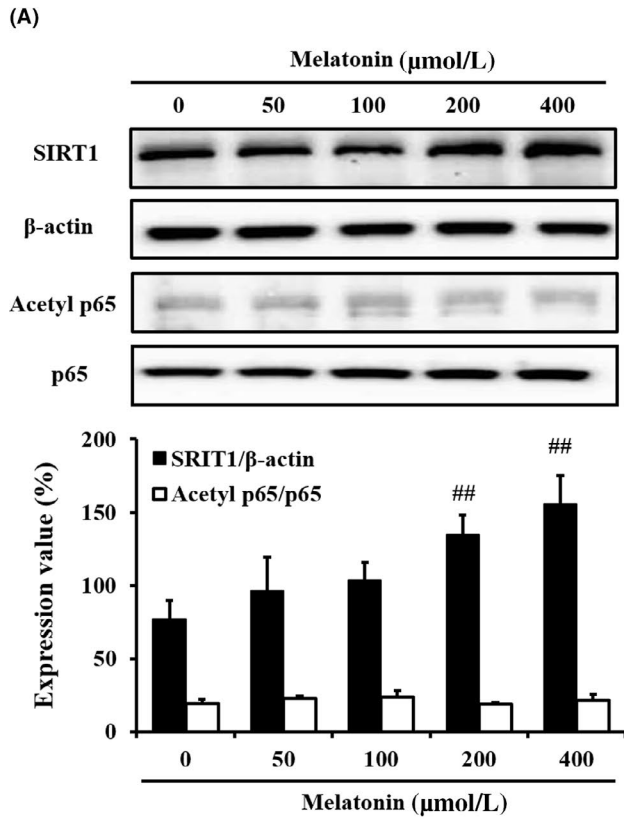 (A)
Melatonin (μmol/L)
0 50 100 200 400
SIRT1
β-actin
Acetyl p65
p65
200
150
100
50
0
Expression value (%)
SRIT1/β-actin
Acetyl p65/p65
##
##
0 50 100 200 400
Melatonin (μmol/L)